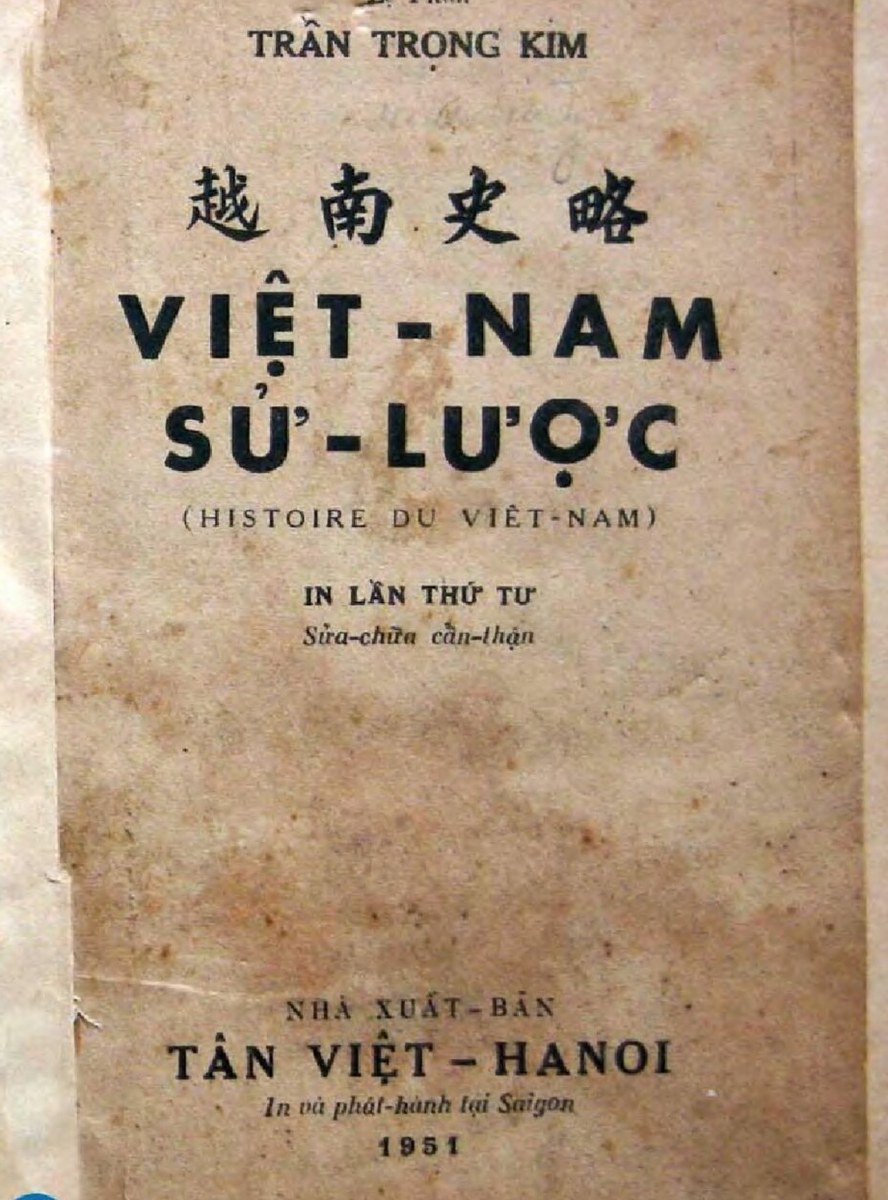 TRẦN TRỌNG KIM
越南史略
VIỆT-NAM
SỬ-LƯỢC
(HISTOIRE DU VIÊT-NAM)
IN LẦN THỨ TƯ
Sửa-chữa cẩn-thận
NHÀ XUẤT-BẢN
TÂN VIỆT - HANOI
In và phát-hành tại Saigon
1951